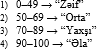 1) 0–49 → “Zəif”
2) 50–69 → “Orta”
3) 70–89 → “Yaxşı”
4) 90–100 → “Əla”